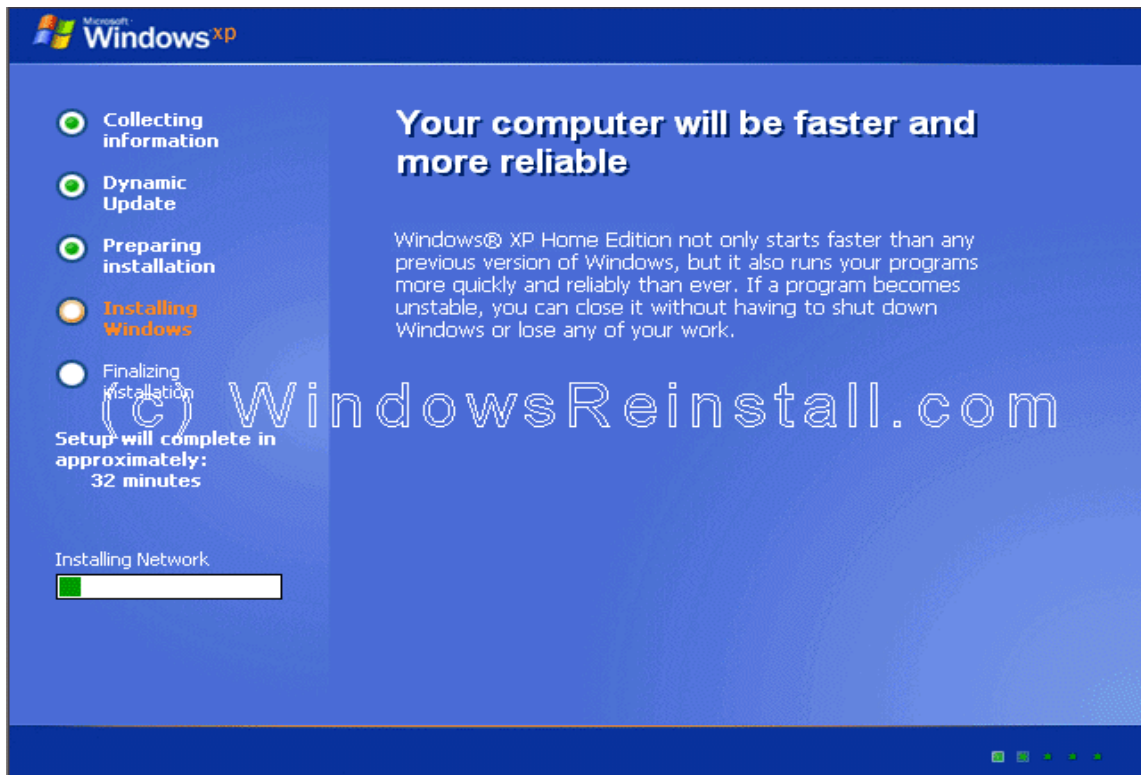 Microsoft
Windows xp
Collecting
information
Dynamic
Update
Preparing
installation
Installing
Windows
Finalizing
installation
Setup will complete in
approximately:
32 minutes
Installing Network
Your computer will be faster and
more reliable
Windows® XP Home Edition not only starts faster than any
previous version of Windows, but it also runs your programs
more quickly and reliably than ever. If a program becomes
unstable, you can close it without having to shut down
Windows or lose any of your work.
(c) WindowsReinstall.com